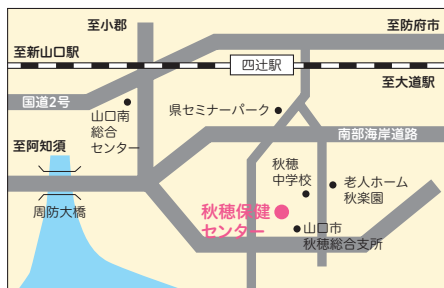 至小郡
至防府市
至新山口駅
四辻駅
至大道駅
国道2号
山口南
総合
センター
県セミナーパーク
南部海岸道路
至阿知須
秋穂
中学校
老人ホーム
秋楽園
周防大橋
秋穂保健
センター
山口市
秋穂総合支所